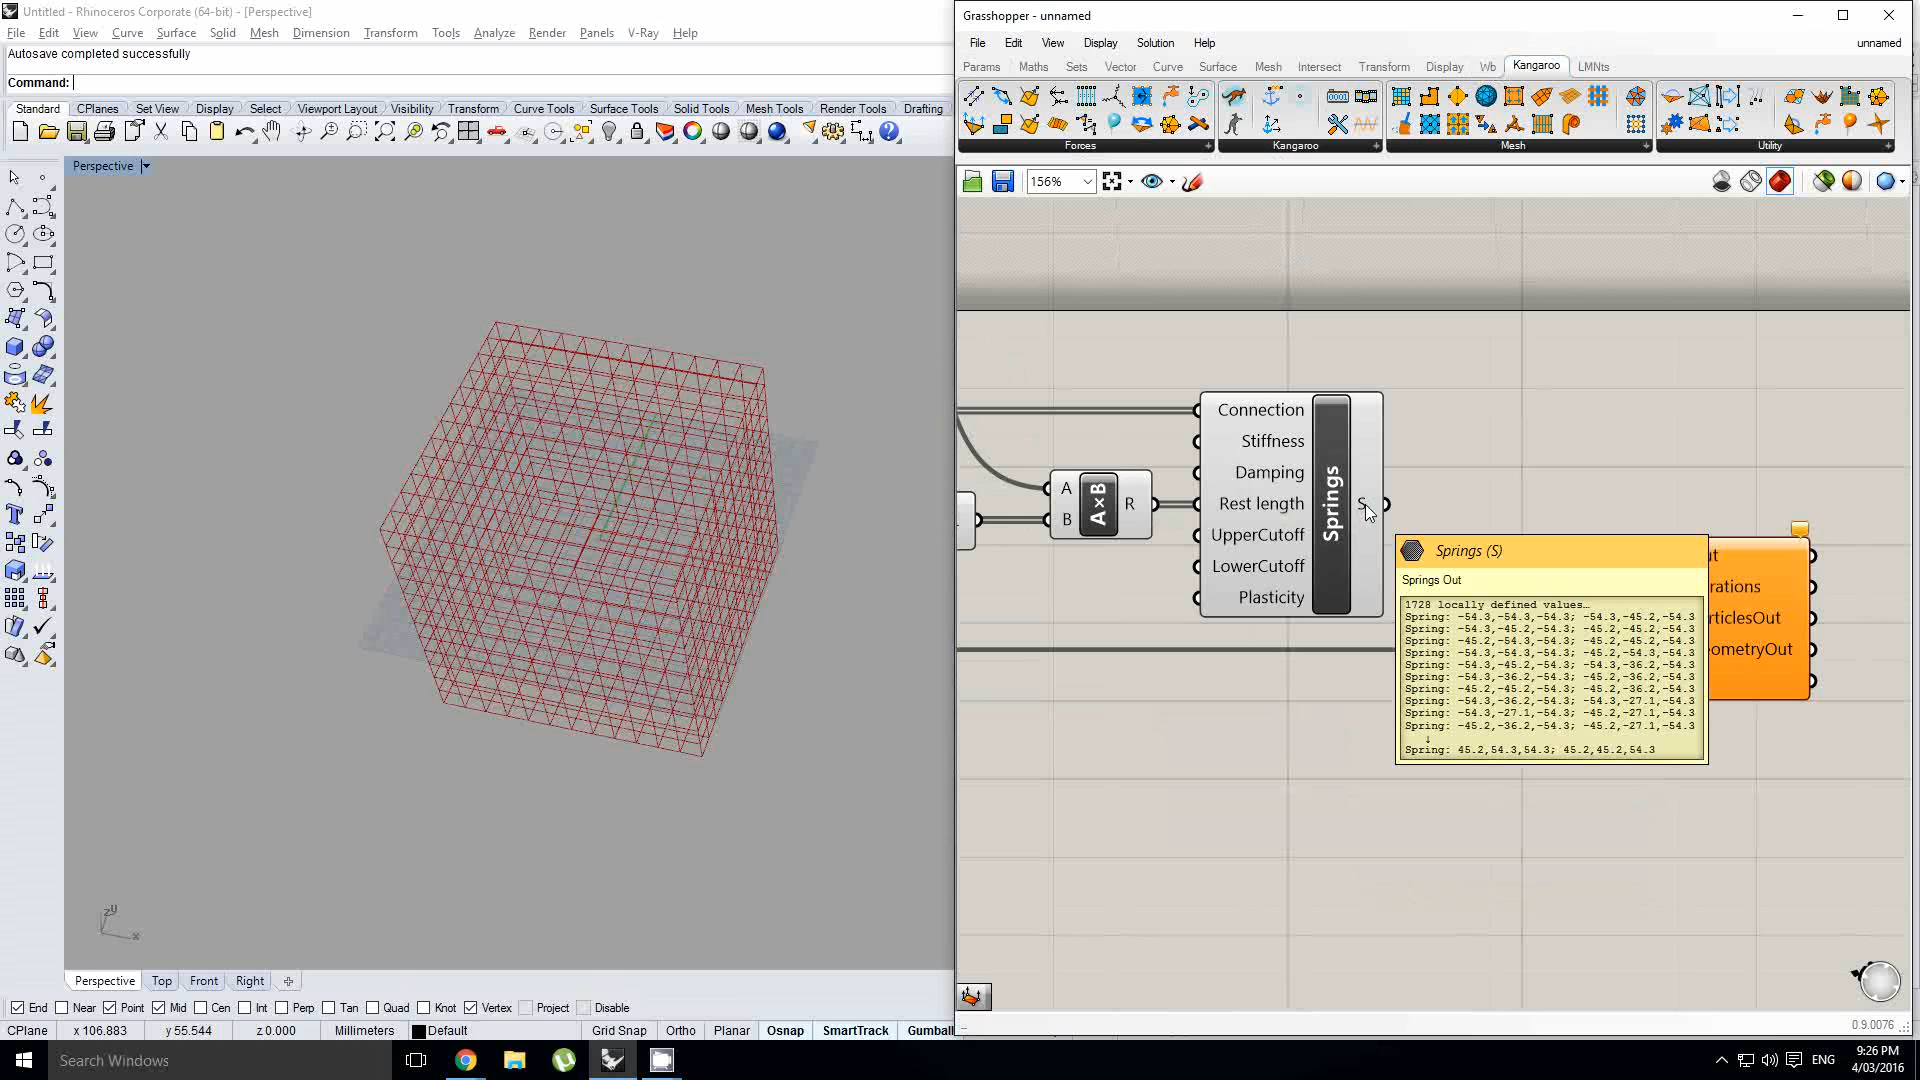 Untitled - Rhinoceros Corporate (64-bit) - [Perspective]
File Edit View Curve Surface Solid Mesh Dimension Transform Tools Analyze Render Panels V-Ray Help
Autosave completed successfully
Command:
Standard CPlanes Set View Display Select Viewport Layout Visibility Transform Curve Tools Surface Tools Solid Tools Mesh Tools Render Tools Drafting
Perspective
z y
x
Perspective Top Front Right
End Near Point Mid Cen Int Perp Tan Quad Knot Vertex Project Disable
CPlane x 106.883 y 55.544 z 0.000 Millimeters Default Grid Snap Ortho Planar Osnap SmartTrack Gumball
Grasshopper - unnamed
File Edit View Display Solution Help unnamed
Params Maths Sets Vector Curve Surface Mesh Intersect Transform Display Wb Kangaroo LMNts
Forces Kangaroo Mesh Utility
156%
Connection
Stiffness
Damping
Rest length
UpperCutoff
LowerCutoff
Plasticity
Springs
S
A
B
A×B
R
Springs (S)
Springs Out
1728 locally defined values…
Spring: -54.3,-54.3,-54.3; -54.3,-45.2,-54.3
Spring: -54.3,-45.2,-54.3; -45.2,-45.2,-54.3
Spring: -45.2,-54.3,-54.3; -45.2,-45.2,-54.3
Spring: -54.3,-54.3,-54.3; -45.2,-54.3,-54.3
Spring: -54.3,-45.2,-54.3; -54.3,-36.2,-54.3
Spring: -54.3,-36.2,-54.3; -45.2,-36.2,-54.3
Spring: -45.2,-45.2,-54.3; -45.2,-36.2,-54.3
Spring: -54.3,-36.2,-54.3; -54.3,-27.1,-54.3
Spring: -54.3,-27.1,-54.3; -45.2,-27.1,-54.3
Spring: -45.2,-36.2,-54.3; -45.2,-27.1,-54.3
↓
Spring: 45.2,54.3,54.3; 45.2,45.2,54.3
ut
rations
rticlesOut
ometryOut
0.9.0076
Search Windows
ENG
9:26 PM
4/03/2016